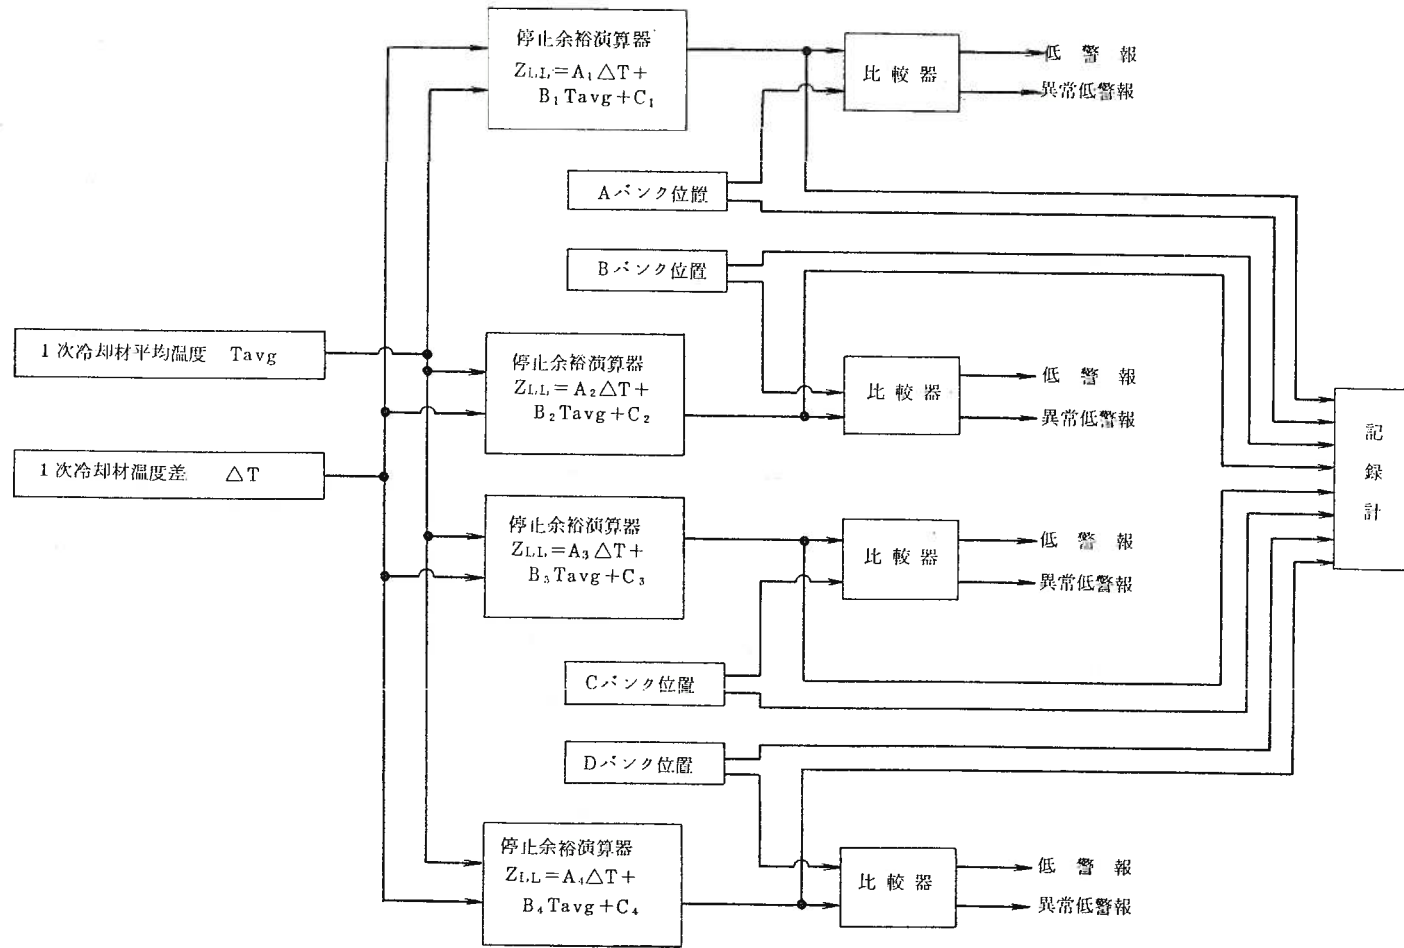 停止余裕演算器
ZLL=A1△T+
B1Tavg+C1
比較器
低警報
異常低警報
Aバンク位置
Bバンク位置
1次冷却材平均温度 Tavg
停止余裕演算器
ZLL=A2△T+
B2Tavg+C2
比較器
低警報
異常低警報
1次冷却材温度差 △T
記録計
停止余裕演算器
ZLL=A3△T+
B3Tavg+C3
比較器
低警報
異常低警報
Cバンク位置
Dバンク位置
停止余裕演算器
ZLL=A4△T+
B4Tavg+C4
比較器
低警報
異常低警報